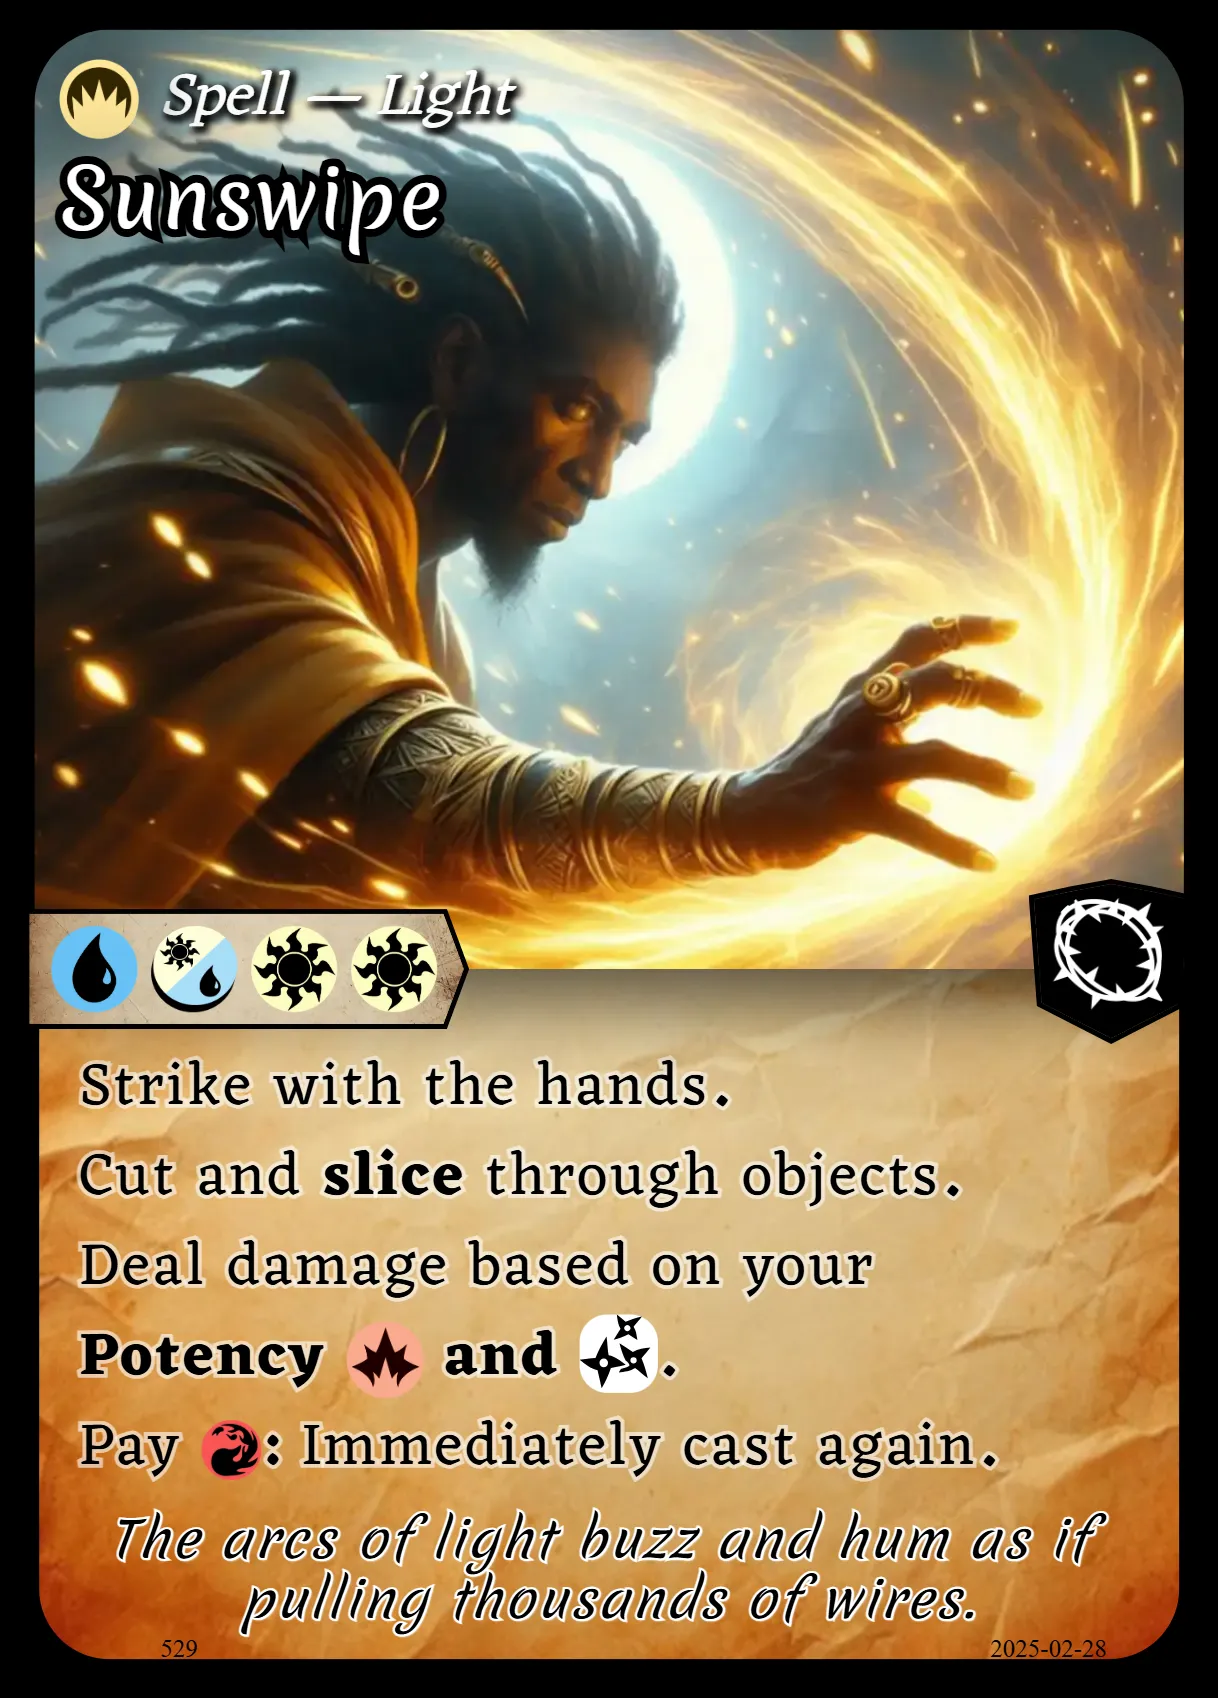 Spell — Light
Sunswipe
Strike with the hands.
Cut and slice through objects.
Deal damage based on your
Potency and .
Pay : Immediately cast again.
The arcs of light buzz and hum as if
pulling thousands of wires.
529
2025-02-28